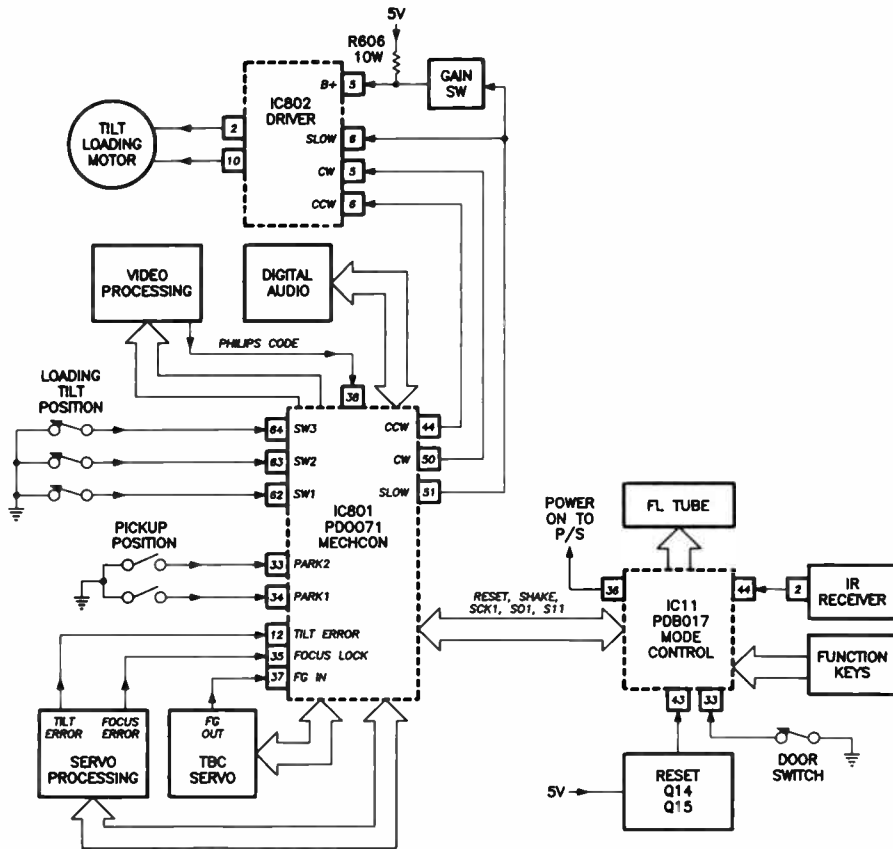 5V
R606
10W
GAIN
SW
B+
5
IC802
DRIVER
TILT
LOADING
MOTOR
2
10
SLOW
6
CW
5
CCW
6
VIDEO
PROCESSING
DIGITAL
AUDIO
PHILIPS CODE
38
LOADING
TILT
POSITION
64
SW3
63
SW2
62
SW1
CCW
44
CW
50
SLOW
51
IC801
PD0071
MECHCON
PICKUP
POSITION
33
PARK2
34
PARK1
12
TILT ERROR
35
FOCUS LOCK
37
FG IN
POWER
ON TO
P/S
FL TUBE
36
44
2
IR
RECEIVER
RESET, SHAKE,
SCK1, SO1, S11
IC11
PDB017
MODE
CONTROL
FUNCTION
KEYS
43
33
TILT
ERROR
FOCUS
ERROR
SERVO
PROCESSING
FG
OUT
TBC
SERVO
5V
RESET
Q14
Q15
DOOR
SWITCH